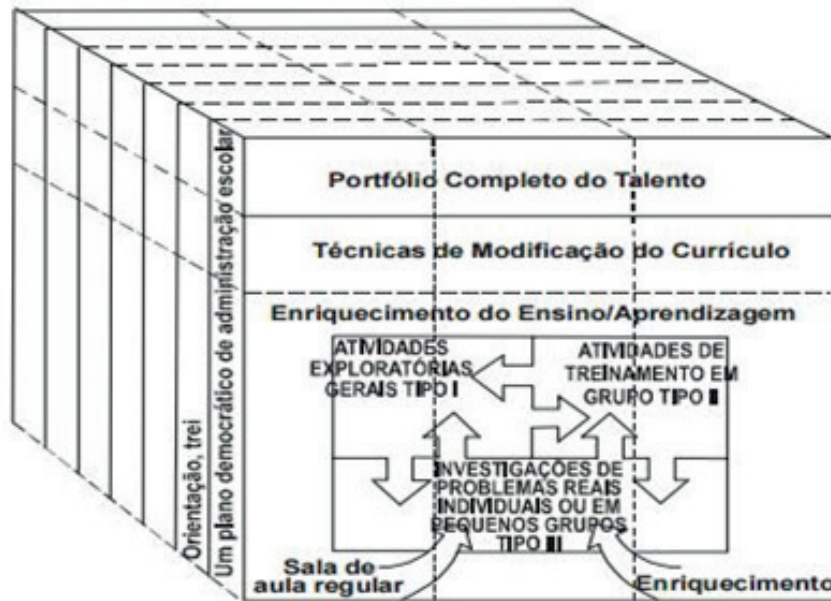 Portfólio Completo do Talento
Técnicas de Modificação do Currículo
Enriquecimento do Ensino/Aprendizagem
ATIVIDADES
EXPLORATÓRIAS
GERAIS TIPO I
ATIVIDADES DE
TREINAMENTO EM
GRUPO TIPO II
INVESTIGAÇÕES DE
PROBLEMAS REAIS
INDIVIDUAIS OU EM
PEQUENOS GRUPOS
TIPO III
Sala de
aula regular
Enriquecimento
Orientação, trei
Um plano democrático de administração escolar